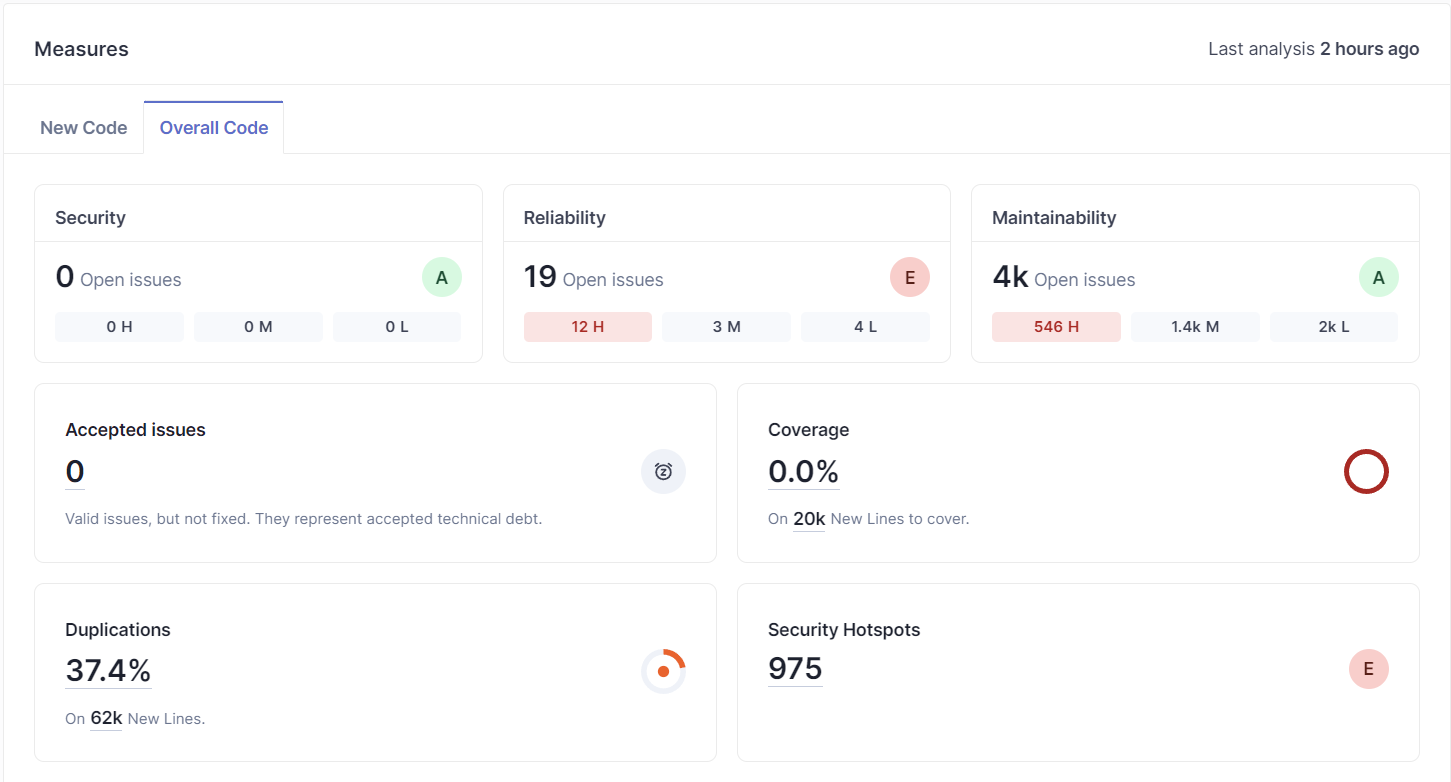 Measures
Last analysis 2 hours ago
New Code
Overall Code
Security
0 Open issues
A
0 H
0 M
0 L
Reliability
19 Open issues
E
12 H
3 M
4 L
Maintainability
4k Open issues
A
546 H
1.4k M
2k L
Accepted issues
0
Valid issues, but not fixed. They represent accepted technical debt.
Coverage
0.0%
On 20k New Lines to cover.
Duplications
37.4%
On 62k New Lines.
Security Hotspots
975
E